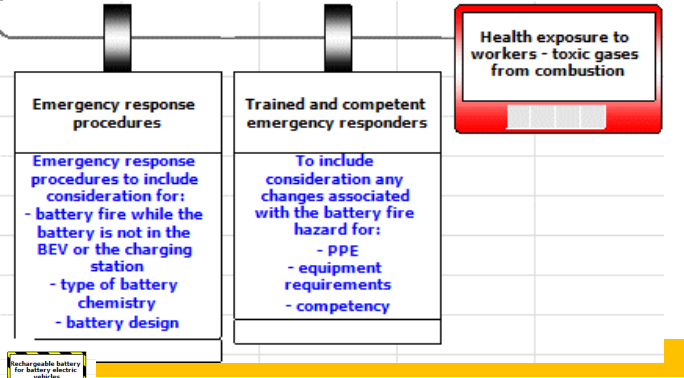 Emergency response
procedures
Emergency response
procedures to include
consideration for:
- battery fire while the
battery is not in the
BEV or the charging
station
- type of battery
chemistry
- battery design
Trained and competent
emergency responders
To include
consideration any
changes associated
with the battery fire
hazard for:
- PPE
- equipment
requirements
- competency
Health exposure to
workers - toxic gases
from combustion
Rechargeable battery
for battery electric
vehicles